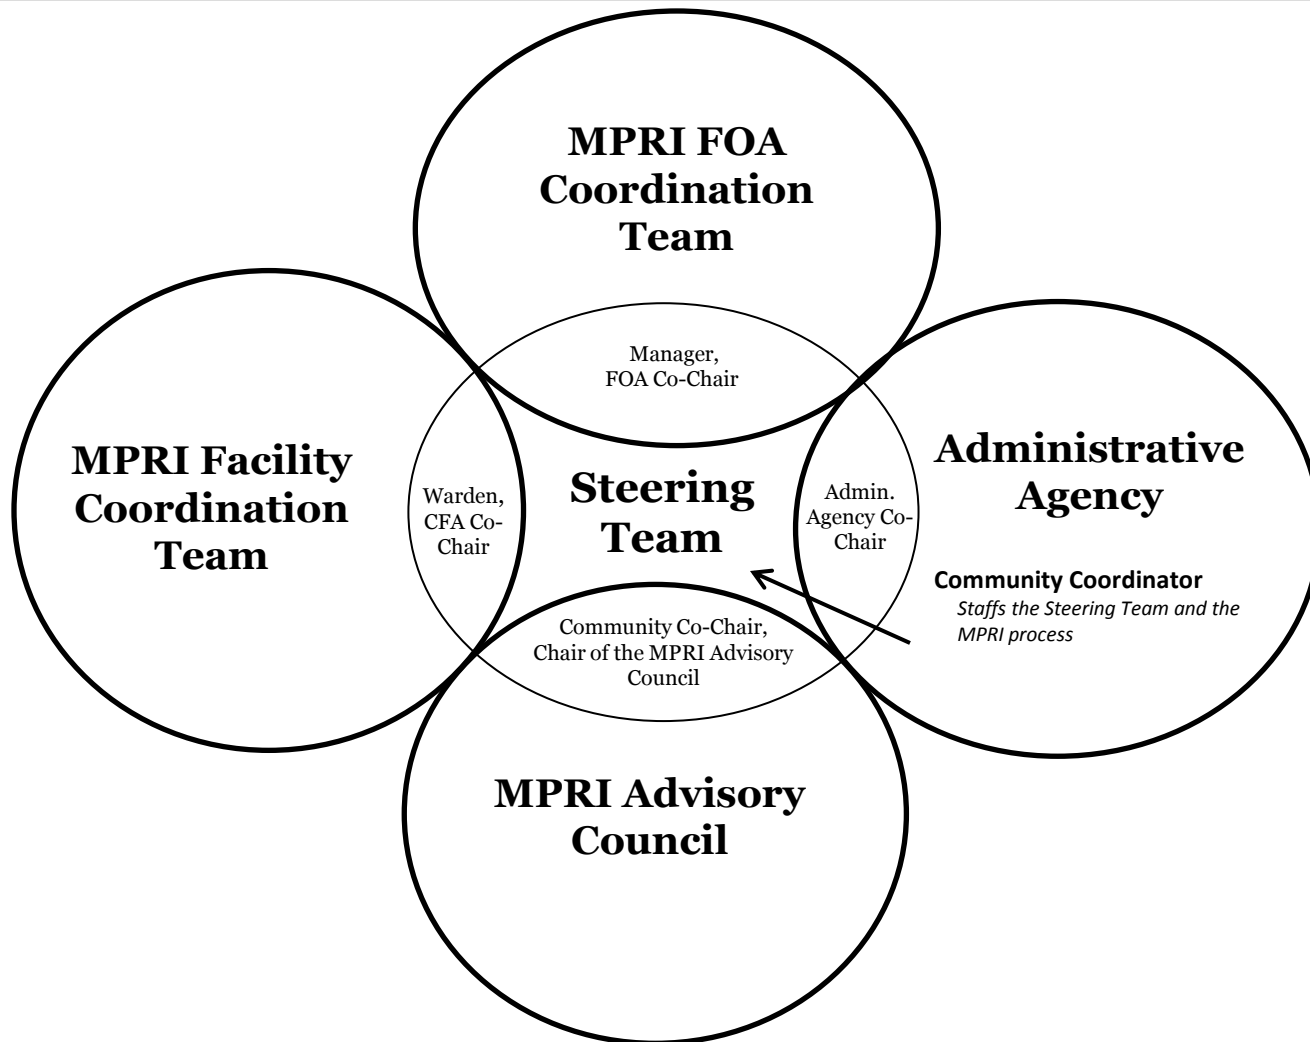 MPRI FOA
Coordination
Team
Manager,
FOA Co-Chair
MPRI Facility
Coordination
Team
Warden,
CFA Co-
Chair
Steering
Team
Admin.
Agency Co-
Chair
Administrative
Agency
Community Coordinator
Staffs the Steering Team and the
MPRI process
Community Co-Chair,
Chair of the MPRI Advisory
Council
MPRI Advisory
Council